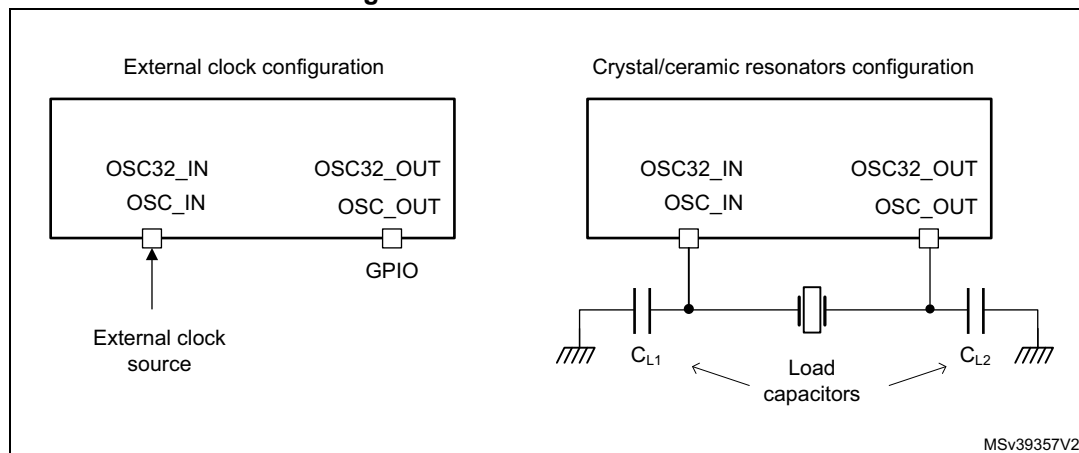 External clock configuration
OSC32_IN OSC32_OUT
OSC_IN OSC_OUT
GPIO
External clock
source
Crystal/ceramic resonators configuration
OSC32_IN OSC32_OUT
OSC_IN OSC_OUT
CL1
CL2
Load
capacitors
MSv39357V2